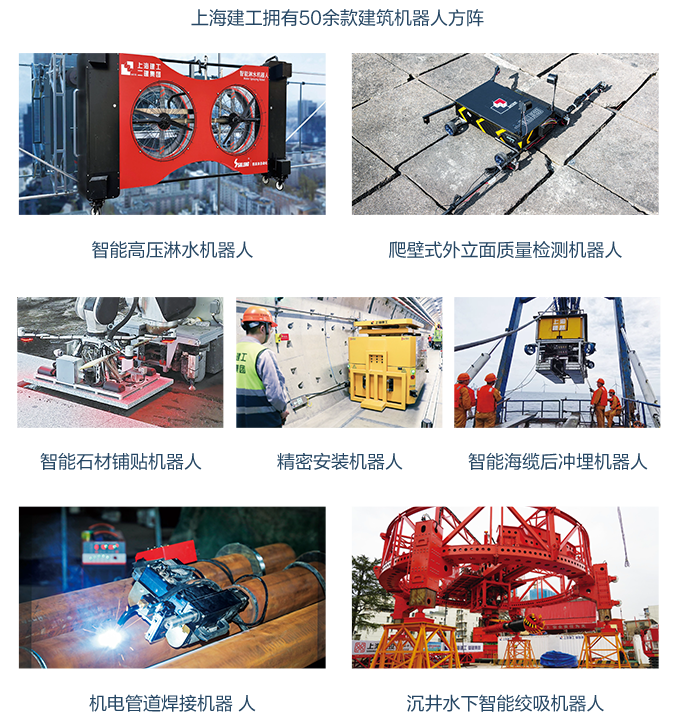 上海建工拥有50余款建筑机器人方阵
上海建工
一建集团
智能淋水机器人
智能高压淋水机器人
爬壁式外立面质量检测机器人
智能石材铺贴机器人
精密安装机器人
智能海缆后冲埋机器人
机电管道焊接机器 人
沉井水下智能绞吸机器人